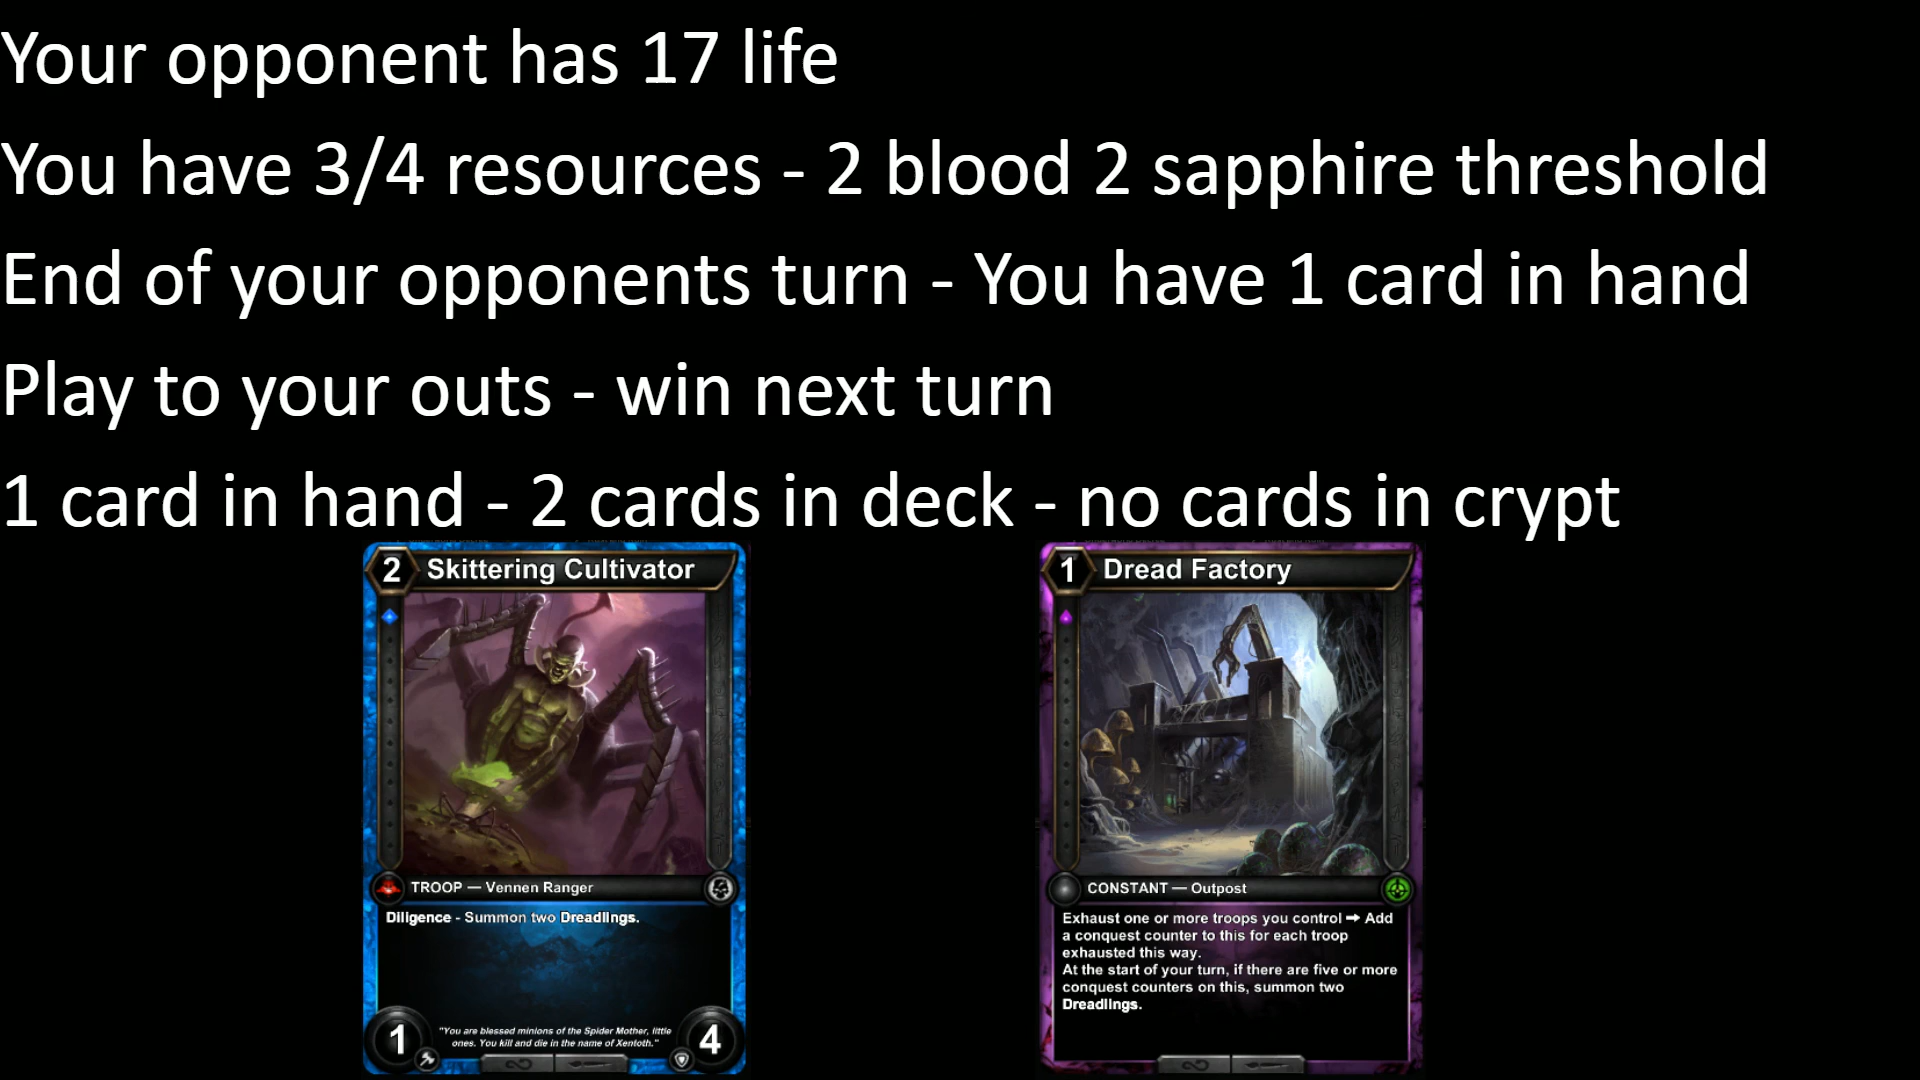 Your opponent has 17 life
You have 3/4 resources - 2 blood 2 sapphire threshold
End of your opponents turn - You have 1 card in hand
Play to your outs - win next turn
1 card in hand - 2 cards in deck - no cards in crypt
2 Skittering Cultivator
TROOP — Vennen Ranger
Diligence - Summon two Dreadlings.
"You are blessed minions of the Spider Mother, little
ones. You kill and die in the name of Xentoth."
1 4
1 Dread Factory
CONSTANT — Outpost
Exhaust one or more troops you control ➡ Add
a conquest counter to this for each troop
exhausted this way.
At the start of your turn, if there are five or more
conquest counters on this, summon two
Dreadlings.